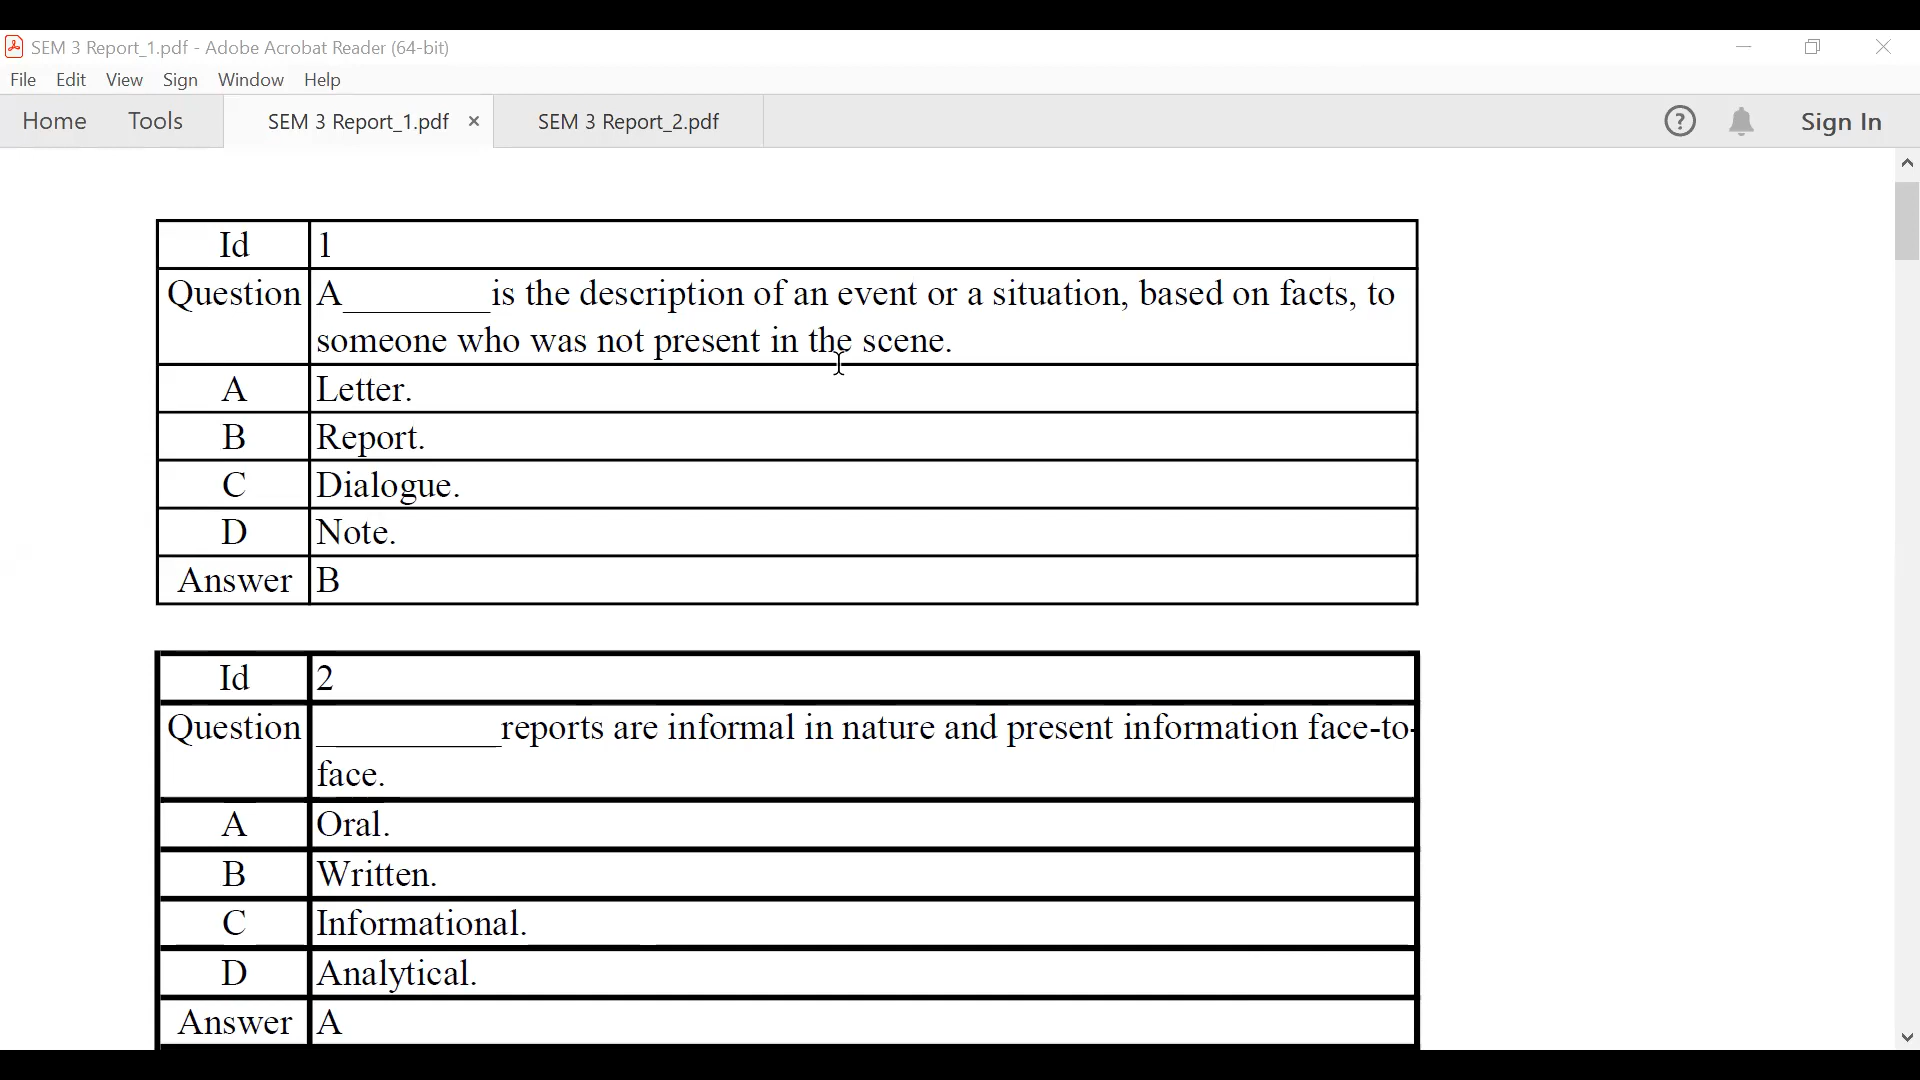 SEM 3 Report_1.pdf - Adobe Acrobat Reader (64-bit)
File Edit View Sign Window Help
Home Tools SEM 3 Report_1.pdf × SEM 3 Report_2.pdf ? Sign In
Id 1
Question A________is the description of an event or a situation, based on facts, to
someone who was not present in the scene.
A Letter.
B Report.
C Dialogue.
D Note.
Answer B
Id 2
Question __________reports are informal in nature and present information face-to-
face.
A Oral.
B Written.
C Informational.
D Analytical.
Answer A